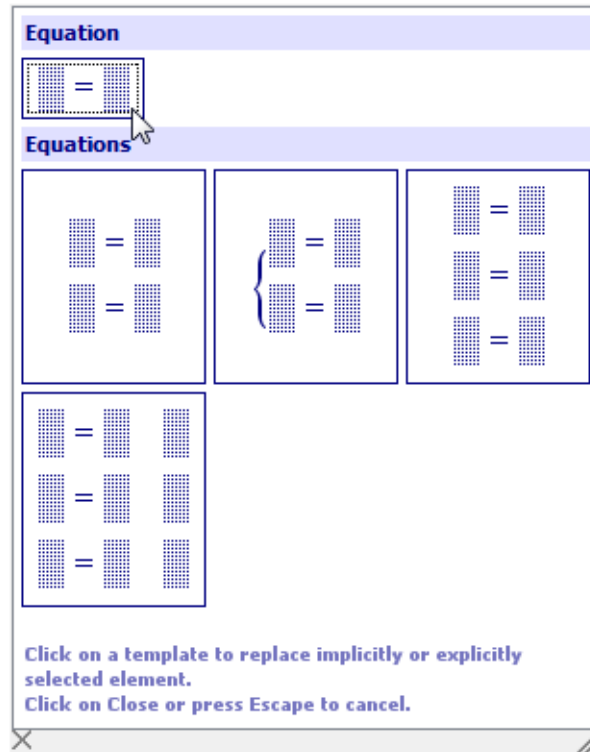 Equation
=
Equations
= = =
= = =
=
=
=
=
Click on a template to replace implicitly or explicitly
selected element.
Click on Close or press Escape to cancel.